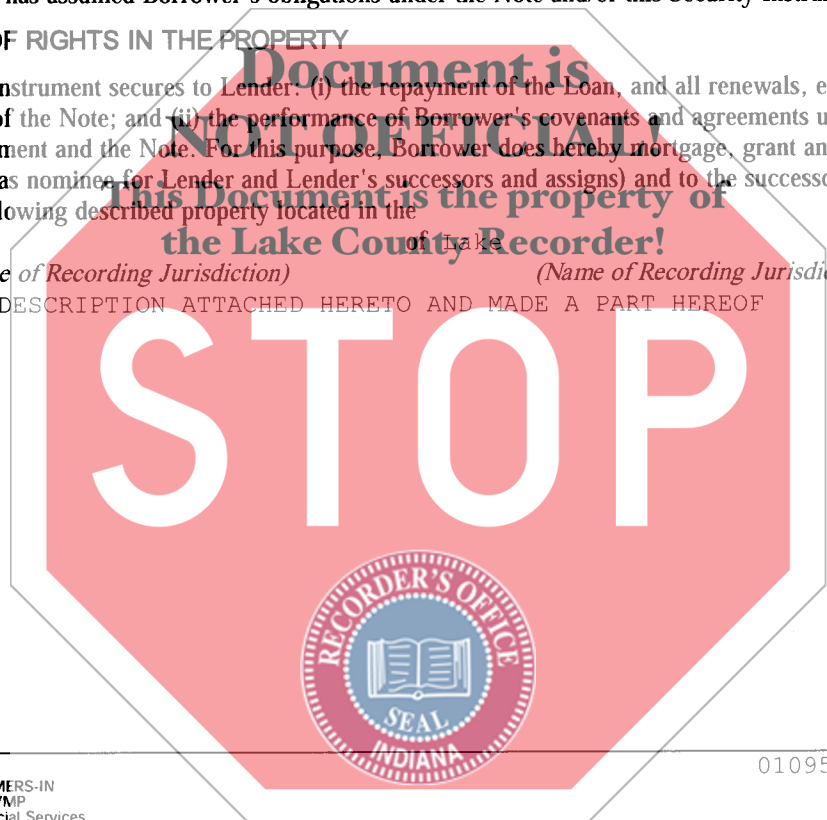 has assumed Borrower's obligations under the Note and/or this Security Instru
OF RIGHTS IN THE PROPERTY
Document is
nstrument secures to Lender: (i) the repayment of the Loan, and all renewals, e
of the Note; and (ii) the performance of Borrower's covenants and agreements u
NOT OFFICIAL!
ment and the Note. For this purpose, Borrower does hereby mortgage, grant an
as nominee for Lender and Lender's successors and assigns) and to the successo
This Document is the property of
lowing described property located in the
the Lake County Recorder!
of Lake
e of Recording Jurisdiction) (Name of Recording Jurisdic
DESCRIPTION ATTACHED HERETO AND MADE A PART HEREOF
STOP
RECORDER'S OFFICE
SEAL
INDIANA
01095
MERS-IN
VMP
cial Services